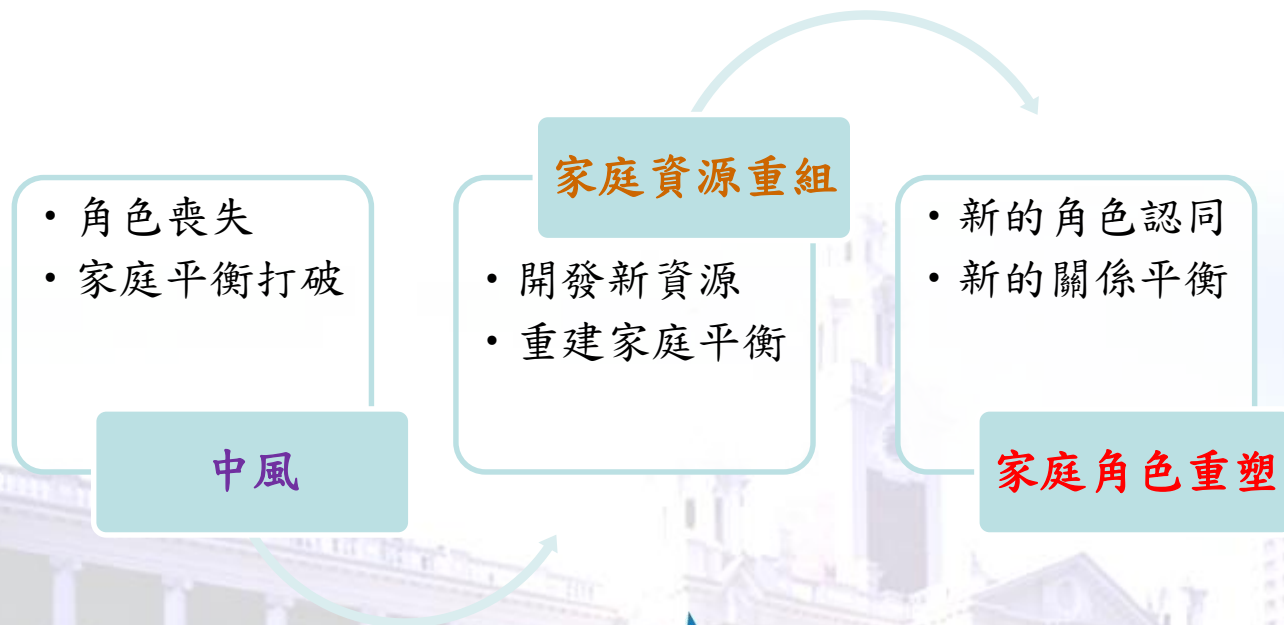 • 角色喪失
• 家庭平衡打破
中風
家庭資源重組
• 開發新資源
• 重建家庭平衡
• 新的角色認同
• 新的關係平衡
家庭角色重塑